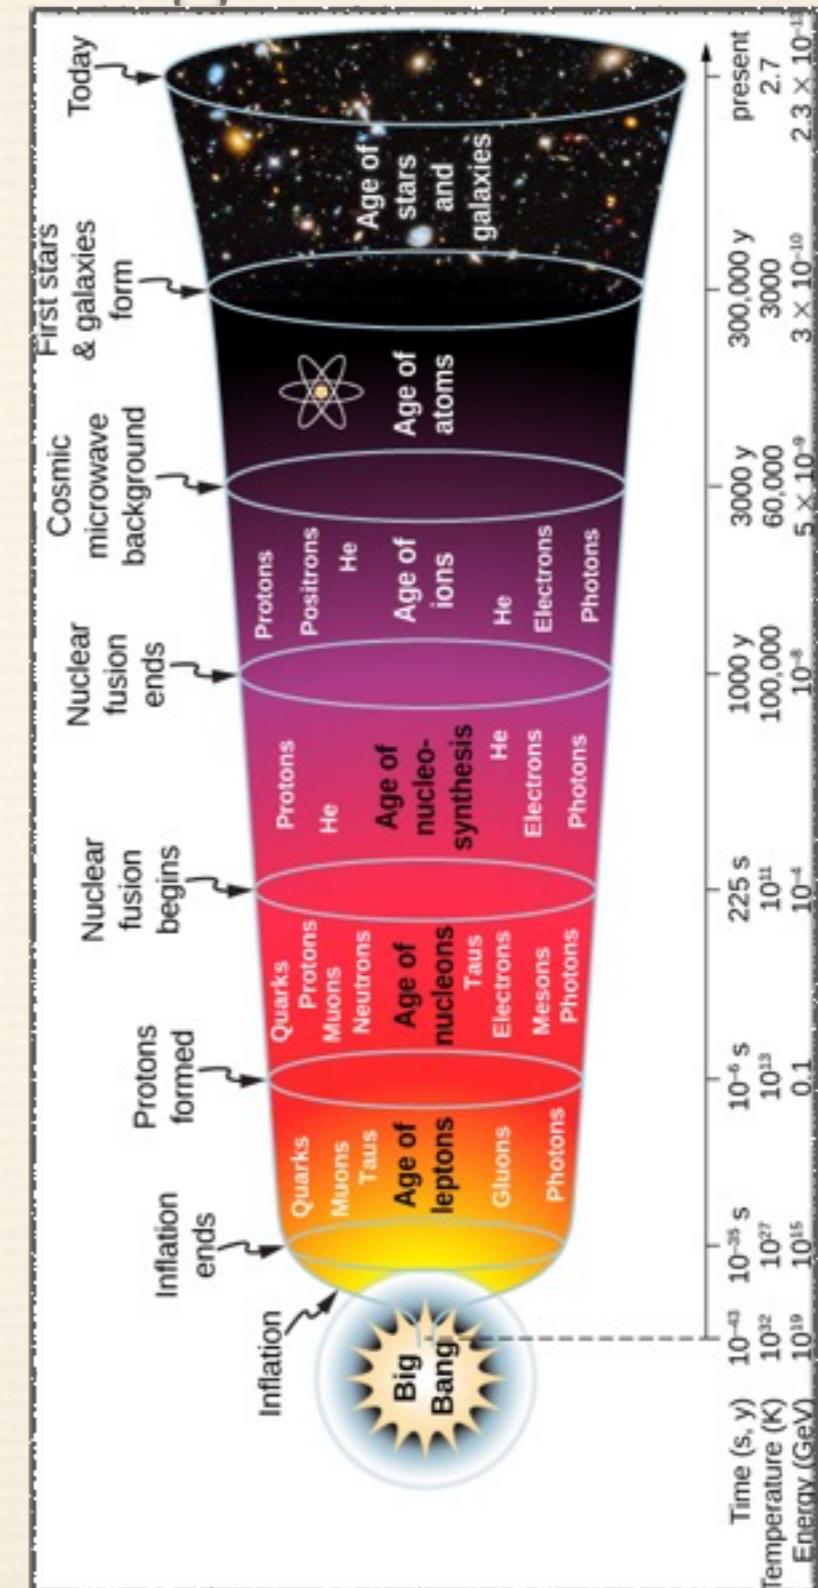 Inflation
Inflation
ends
Protons
formed
Nuclear
fusion
begins
Nuclear
fusion
ends
Cosmic
microwave
background
First stars
& galaxies
form
Today
Big
Bang
Quarks
Muons
Taus
Age of
leptons
Gluons
Photons
Quarks
Protons
Muons
Neutrons
Age of
nucleons
Taus
Electrons
Mesons
Photons
Protons
He
Age of
nucleo-
synthesis
He
Electrons
Photons
Protons
Positrons
He
Age of
ions
He
Electrons
Photons
Age of
atoms
Age of
stars
and
galaxies
Time (s, y) 10⁻⁴³ 10⁻³⁵ s 10⁻⁶ s 225 s 1000 y 3000 y 300,000 y present
Temperature (K) 10³² 10²⁷ 10¹³ 10¹¹ 100,000 60,000 3000 2.7
Energy (GeV) 10¹⁹ 10¹⁵ 0.1 10⁻⁴ 10⁻⁸ 5 × 10⁻⁹ 3 × 10⁻¹⁰